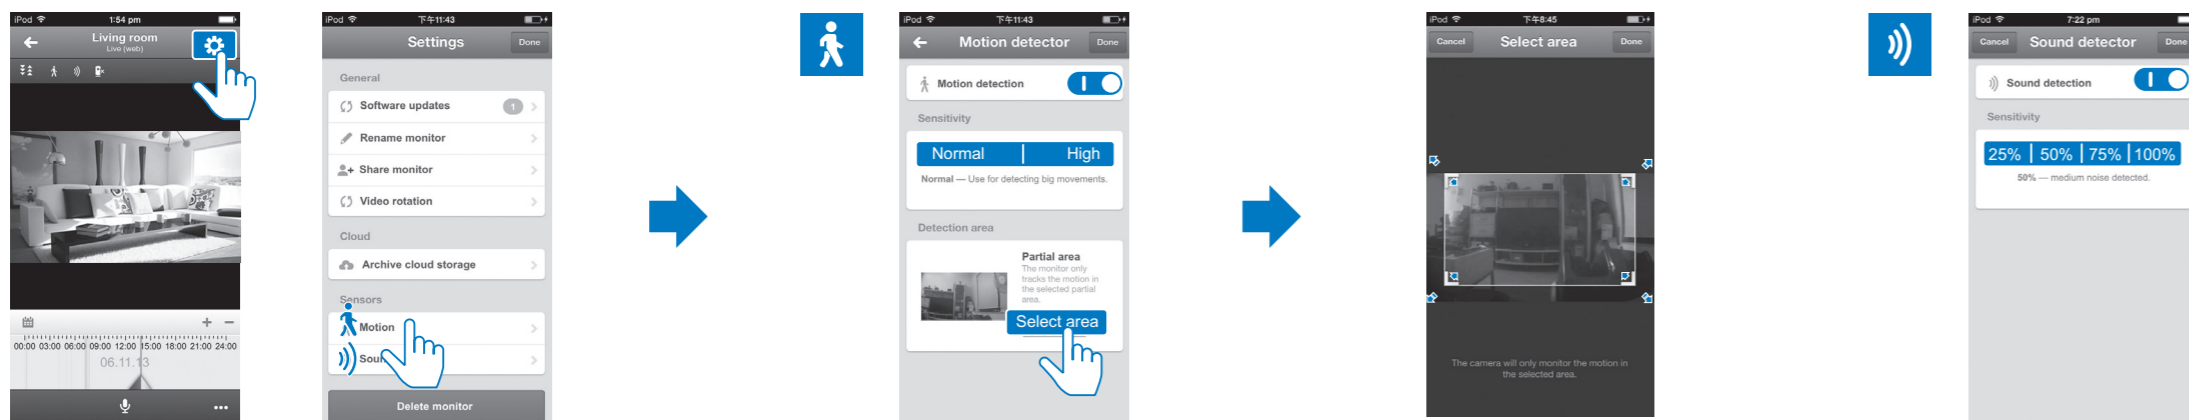 iPod 1:54 pm
Living room
Live (web)
00:00 03:00 06:00 09:00 12:00 15:00 18:00 21:00 24:00
06.11.13
iPod 下午11:43
Settings Done
General
Software updates 1
Rename monitor
Share monitor
Video rotation
Cloud
Archive cloud storage
Sensors
Motion
Delete monitor
iPod 下午11:43
Motion detector Done
Motion detection
Sensitivity
Normal High
Normal — Use for detecting big movements.
Detection area
Partial area
The monitor only
tracks the motion in
the selected partial
area.
Select area
iPod 下午8:45
Cancel Select area Done
The camera will only monitor the motion in
the selected area.
iPod 7:22 pm
Cancel Sound detector Done
Sound detection
Sensitivity
25% 50% 75% 100%
50% — medium noise detected.